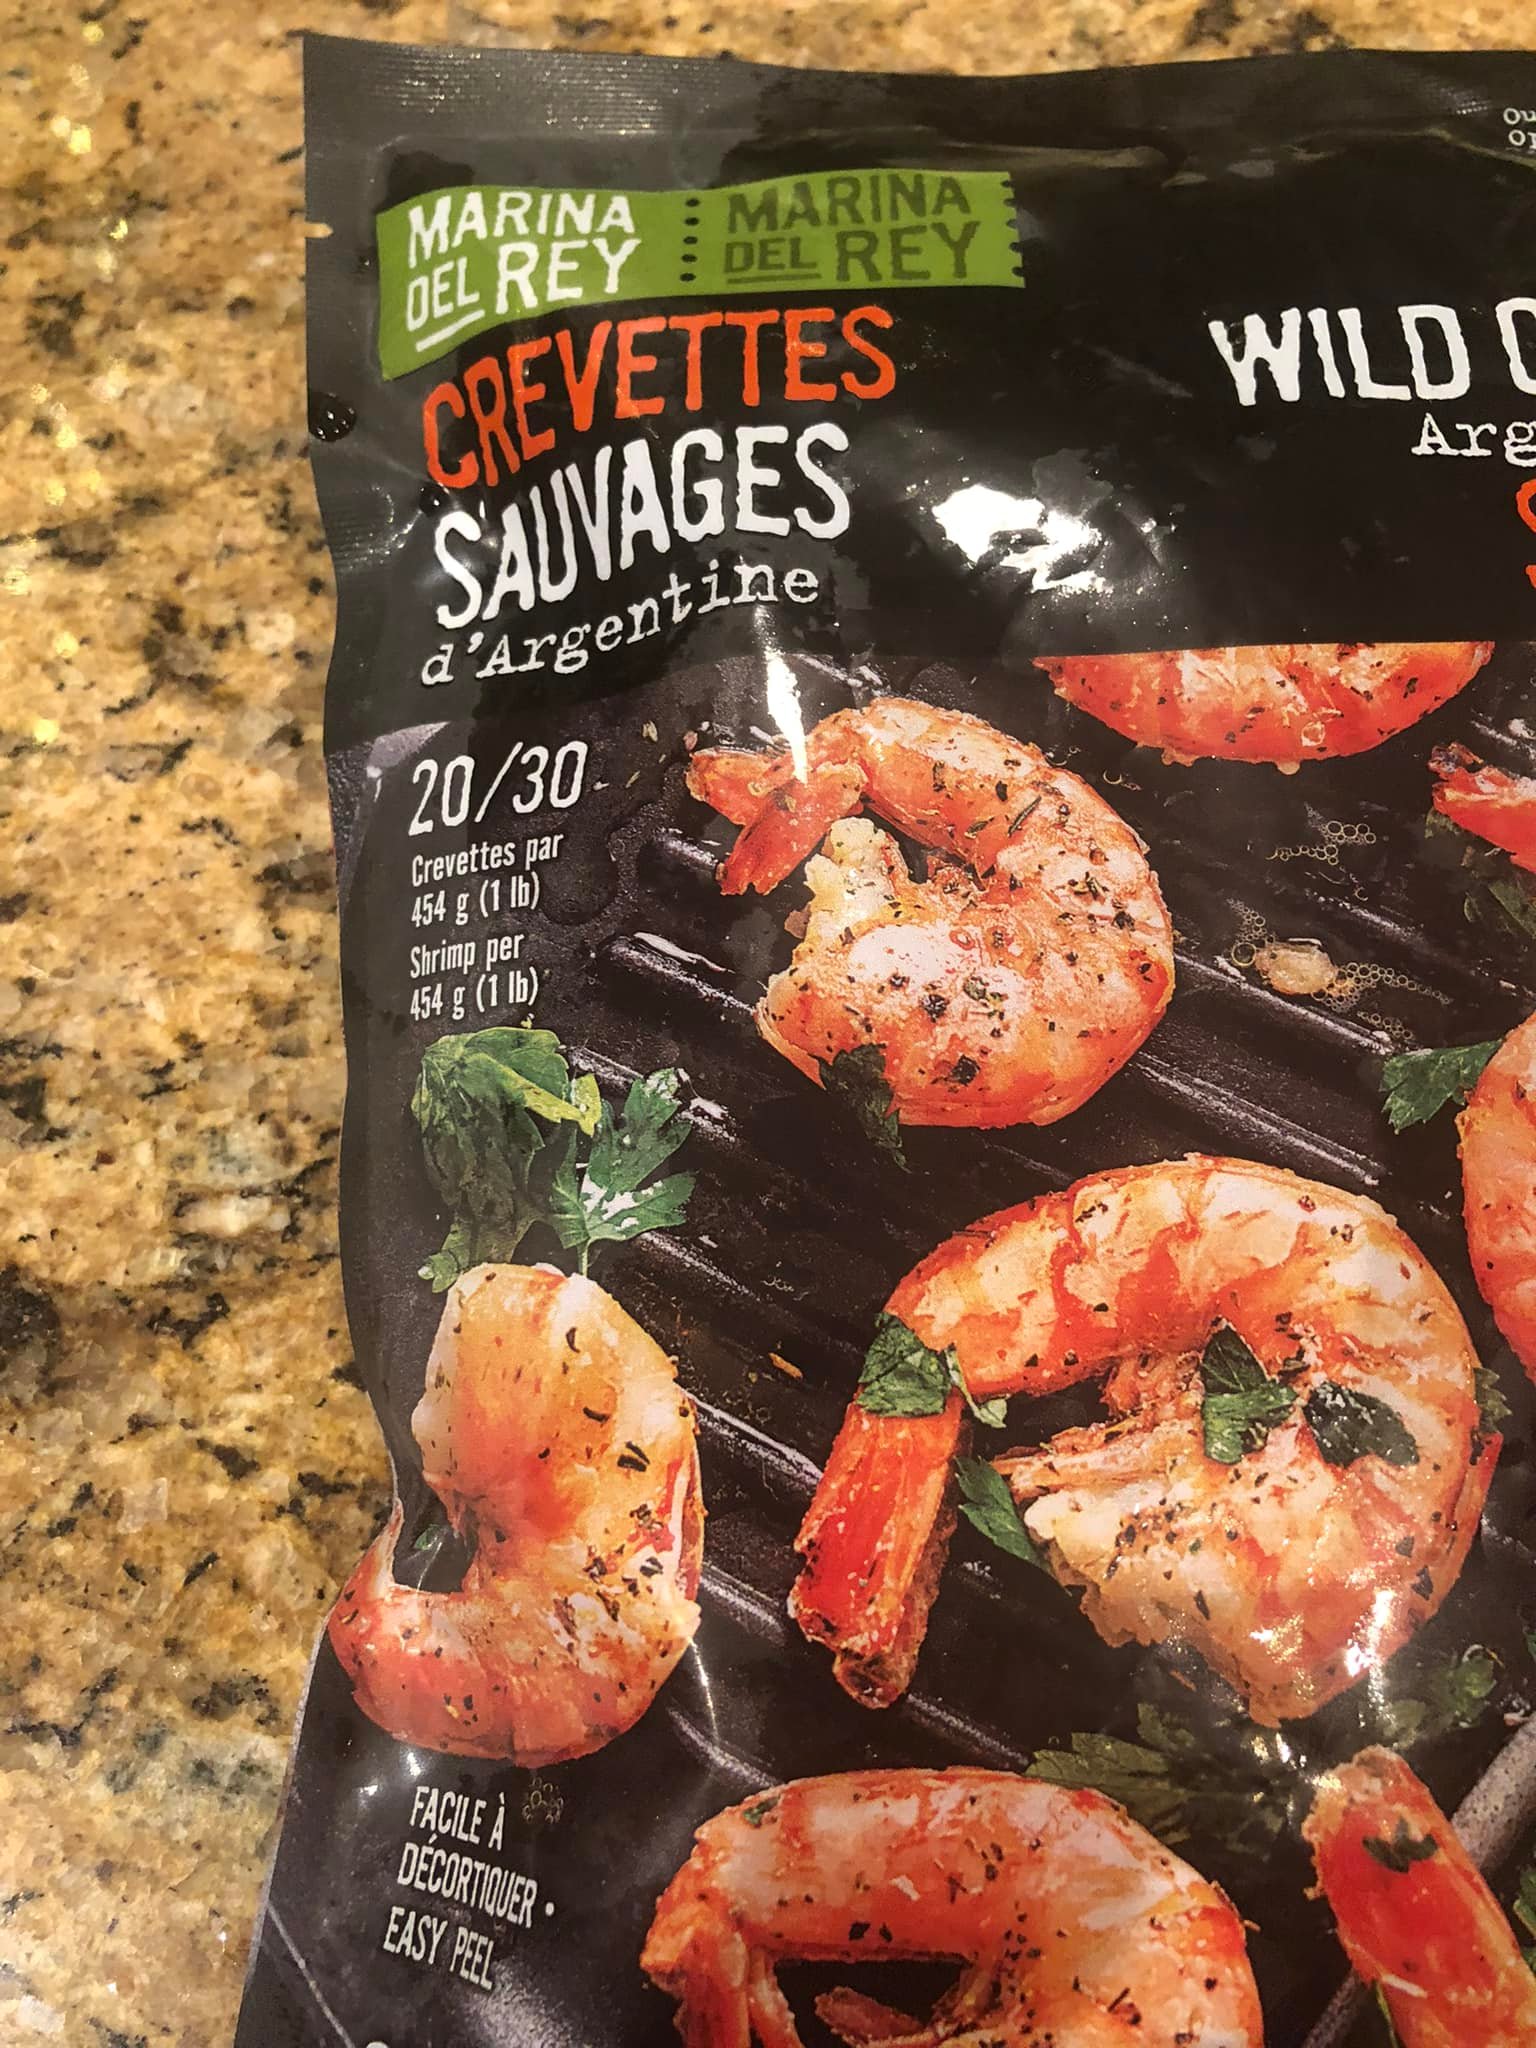 MARINA
DEL REY
MARINA
DEL REY
CREVETTES
SAUVAGES
d'Argentine
WILD
20/30
Crevettes par
454 g (1 lb)
Shrimp per
454 g (1 lb)
FACILE À
DÉCORTIQUER •
EASY PEEL